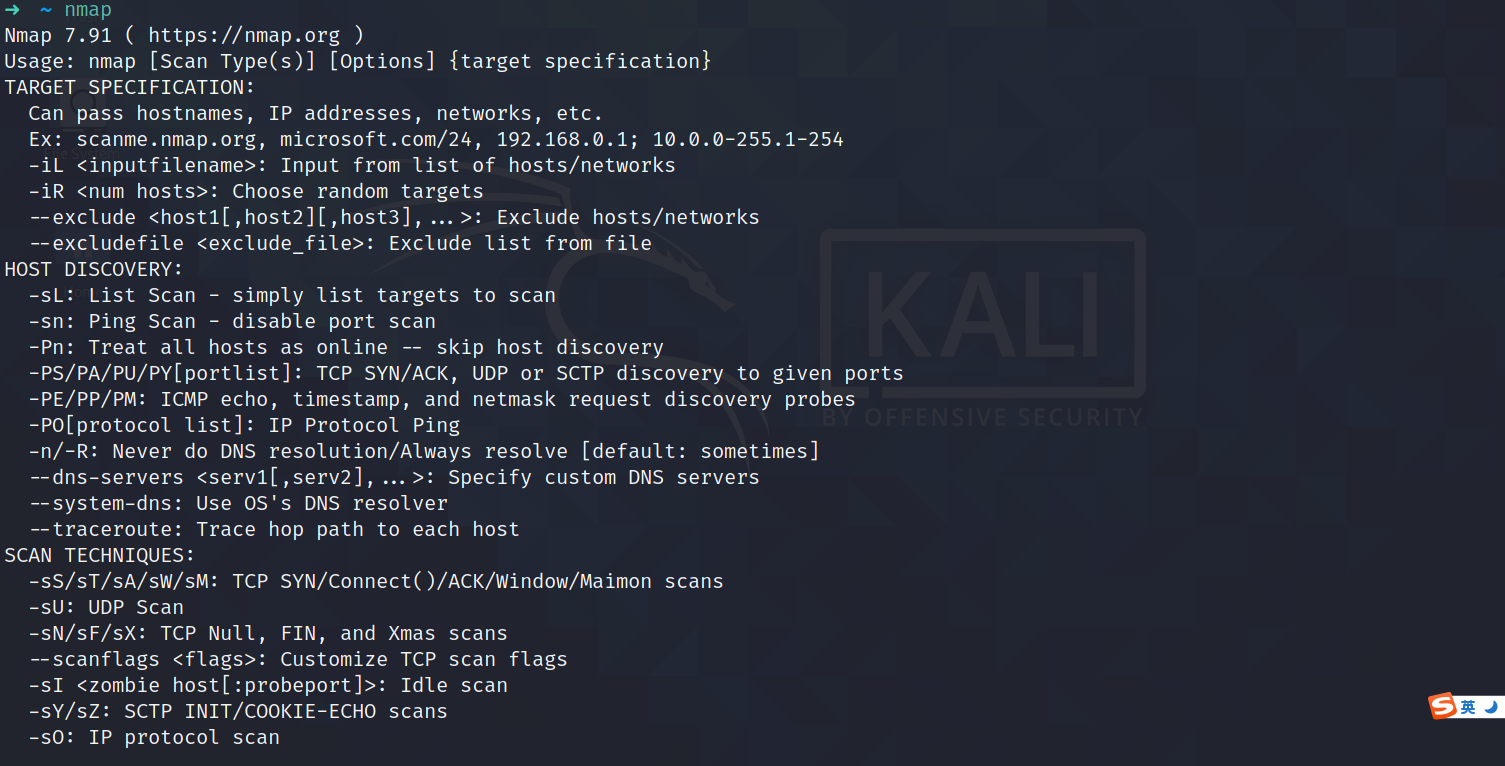 → ~ nmap
Nmap 7.91 ( https://nmap.org )
Usage: nmap [Scan Type(s)] [Options] {target specification}
TARGET SPECIFICATION:
  Can pass hostnames, IP addresses, networks, etc.
  Ex: scanme.nmap.org, microsoft.com/24, 192.168.0.1; 10.0.0-255.1-254
  -iL <inputfilename>: Input from list of hosts/networks
  -iR <num hosts>: Choose random targets
  --exclude <host1[,host2][,host3],...>: Exclude hosts/networks
  --excludefile <exclude_file>: Exclude list from file
HOST DISCOVERY:
  -sL: List Scan - simply list targets to scan
  -sn: Ping Scan - disable port scan
  -Pn: Treat all hosts as online -- skip host discovery
  -PS/PA/PU/PY[portlist]: TCP SYN/ACK, UDP or SCTP discovery to given ports
  -PE/PP/PM: ICMP echo, timestamp, and netmask request discovery probes
  -PO[protocol list]: IP Protocol Ping
  -n/-R: Never do DNS resolution/Always resolve [default: sometimes]
  --dns-servers <serv1[,serv2],...>: Specify custom DNS servers
  --system-dns: Use OS's DNS resolver
  --traceroute: Trace hop path to each host
SCAN TECHNIQUES:
  -sS/sT/sA/sW/sM: TCP SYN/Connect()/ACK/Window/Maimon scans
  -sU: UDP Scan
  -sN/sF/sX: TCP Null, FIN, and Xmas scans
  --scanflags <flags>: Customize TCP scan flags
  -sI <zombie host[:probeport]>: Idle scan
  -sY/sZ: SCTP INIT/COOKIE-ECHO scans
  -sO: IP protocol scan
KALI
BY OFFENSIVE SECURITY
S 英